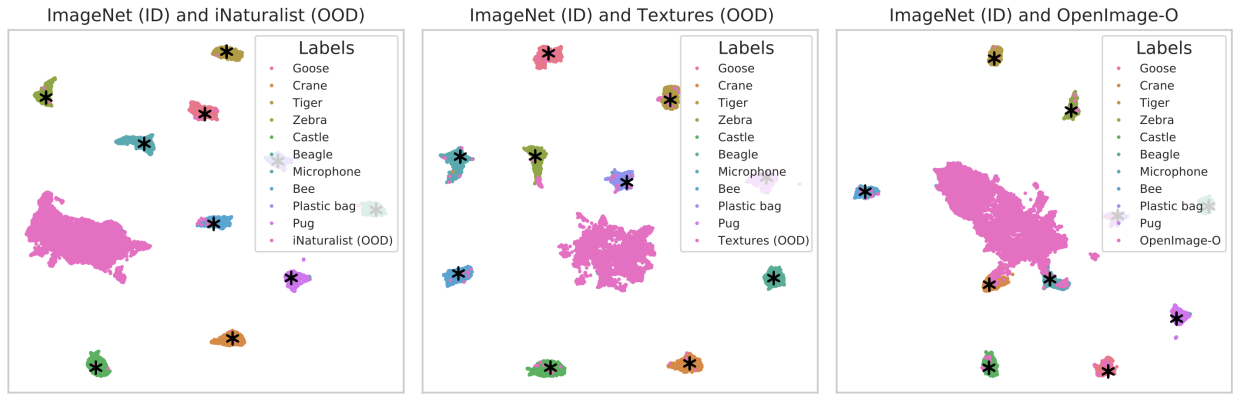 ImageNet (ID) and iNaturalist (OOD)
Labels
Goose
Crane
Tiger
Zebra
Castle
Beagle
Microphone
Bee
Plastic bag
Pug
iNaturalist (OOD)
ImageNet (ID) and Textures (OOD)
Labels
Goose
Crane
Tiger
Zebra
Castle
Beagle
Microphone
Bee
Plastic bag
Pug
Textures (OOD)
ImageNet (ID) and OpenImage-O
Labels
Goose
Crane
Tiger
Zebra
Castle
Beagle
Microphone
Bee
Plastic bag
Pug
OpenImage-O